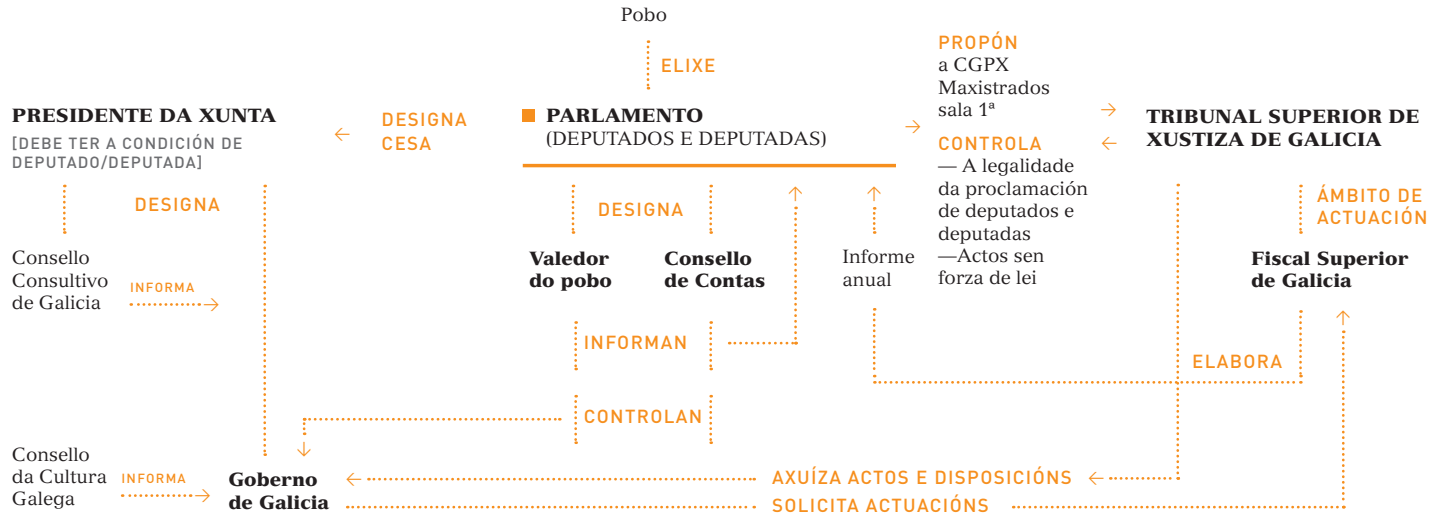 Pobo
ELIXE
PRESIDENTE DA XUNTA
[DEBE TER A CONDICIÓN DE
DEPUTADO/DEPUTADA]
DESIGNA
CESA
PARLAMENTO
(DEPUTADOS E DEPUTADAS)
PROPÓN
a CGPX
Maxistrados
sala 1ª
CONTROLA
— A legalidade
da proclamación
de deputados e
deputadas
—Actos sen
forza de lei
TRIBUNAL SUPERIOR DE
XUSTIZA DE GALICIA
DESIGNA
DESIGNA
ÁMBITO DE
ACTUACIÓN
Consello
Consultivo
de Galicia
INFORMA
Valedor
do pobo
Consello
de Contas
Informe
anual
Fiscal Superior
de Galicia
INFORMAN
ELABORA
CONTROLAN
Consello
da Cultura
Galega
INFORMA
Goberno
de Galicia
AXUÍZA ACTOS E DISPOSICIÓNS
SOLICITA ACTUACIÓNS